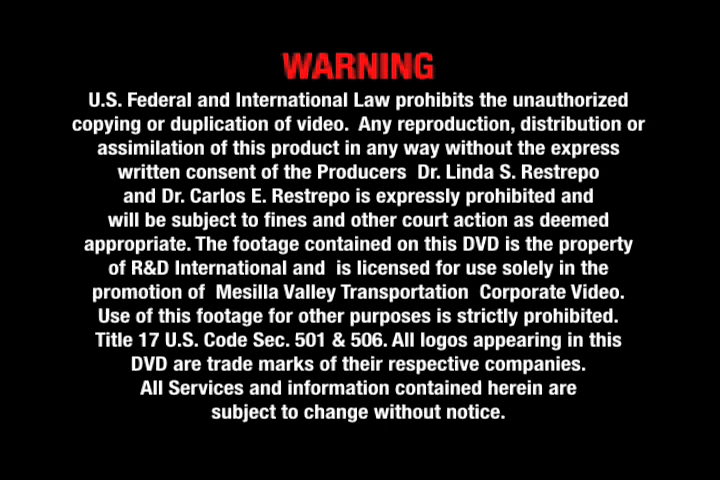 WARNING
U.S. Federal and International Law prohibits the unauthorized
copying or duplication of video.  Any reproduction, distribution or
assimilation of this product in any way without the express
written consent of the Producers  Dr. Linda S. Restrepo
and Dr. Carlos E. Restrepo is expressly prohibited and
will be subject to fines and other court action as deemed
appropriate. The footage contained on this DVD is the property
of R&D International and  is licensed for use solely in the
promotion of  Mesilla Valley Transportation  Corporate Video.
Use of this footage for other purposes is strictly prohibited.
Title 17 U.S. Code Sec. 501 & 506. All logos appearing in this
DVD are trade marks of their respective companies.
All Services and information contained herein are
subject to change without notice.